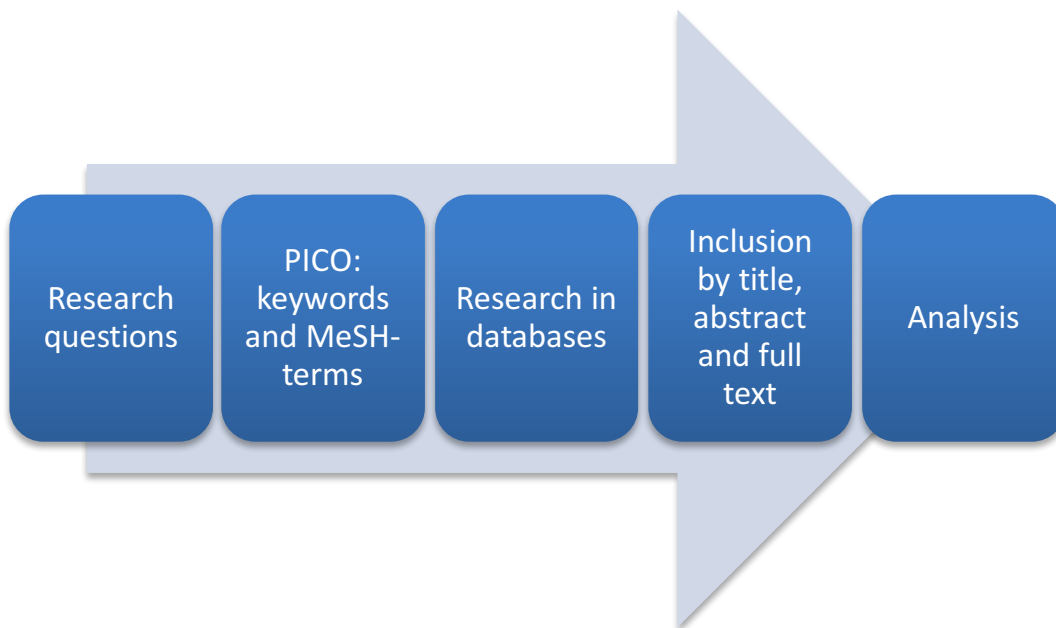 Research
questions
PICO:
keywords
and MeSH-
terms
Research in
databases
Inclusion
by title,
abstract
and full
text
Analysis